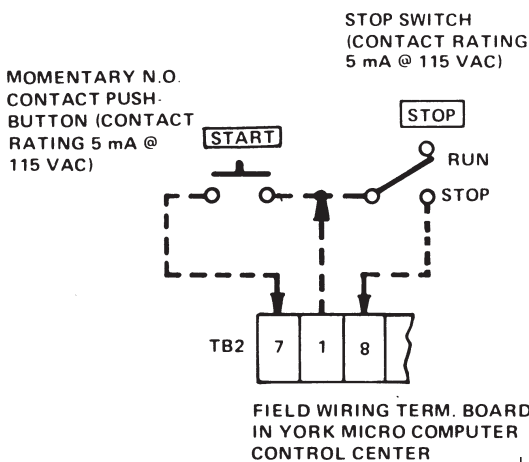 STOP SWITCH
(CONTACT RATING
5 mA @ 115 VAC)
MOMENTARY N.O.
CONTACT PUSH-
BUTTON (CONTACT
RATING 5 mA @
115 VAC)
START
STOP
RUN
STOP
TB2 7 1 8
FIELD WIRING TERM. BOARD
IN YORK MICRO COMPUTER
CONTROL CENTER